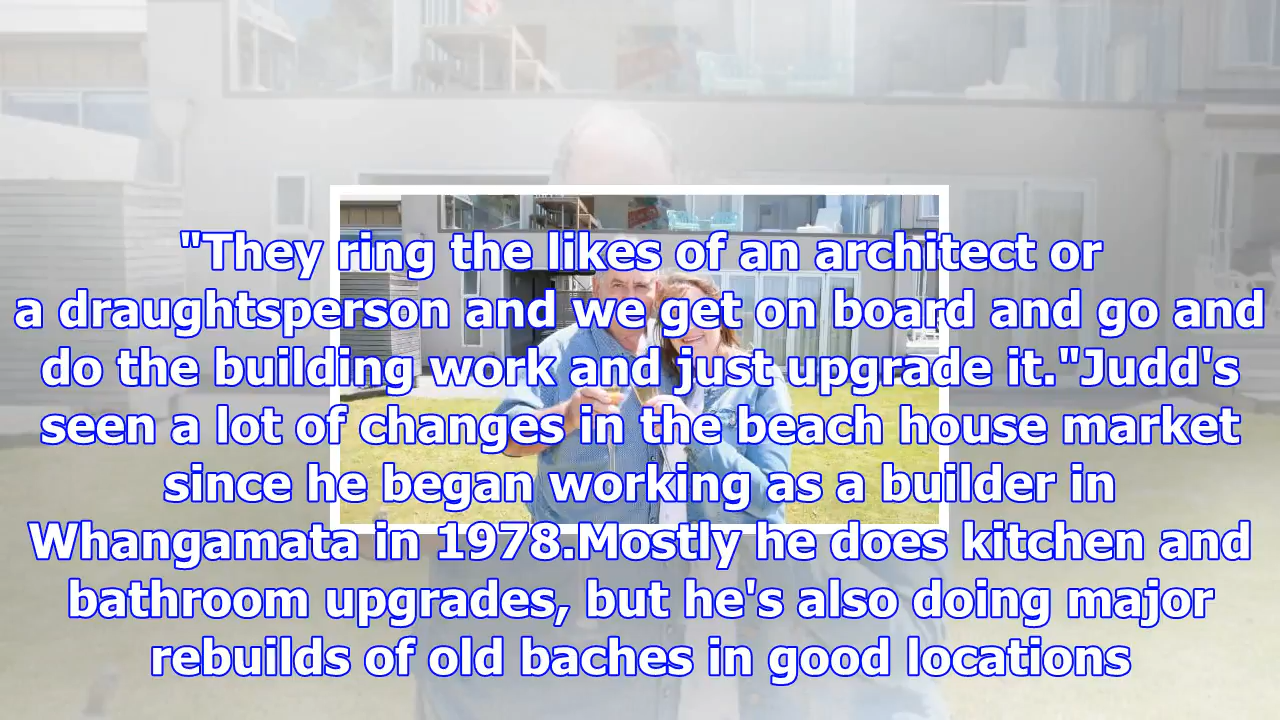 "They ring the likes of an architect or
a draughtsperson and we get on board and go and
do the building work and just upgrade it."Judd's
seen a lot of changes in the beach house market
since he began working as a builder in
Whangamata in 1978.Mostly he does kitchen and
bathroom upgrades, but he's also doing major
rebuilds of old baches in good locations